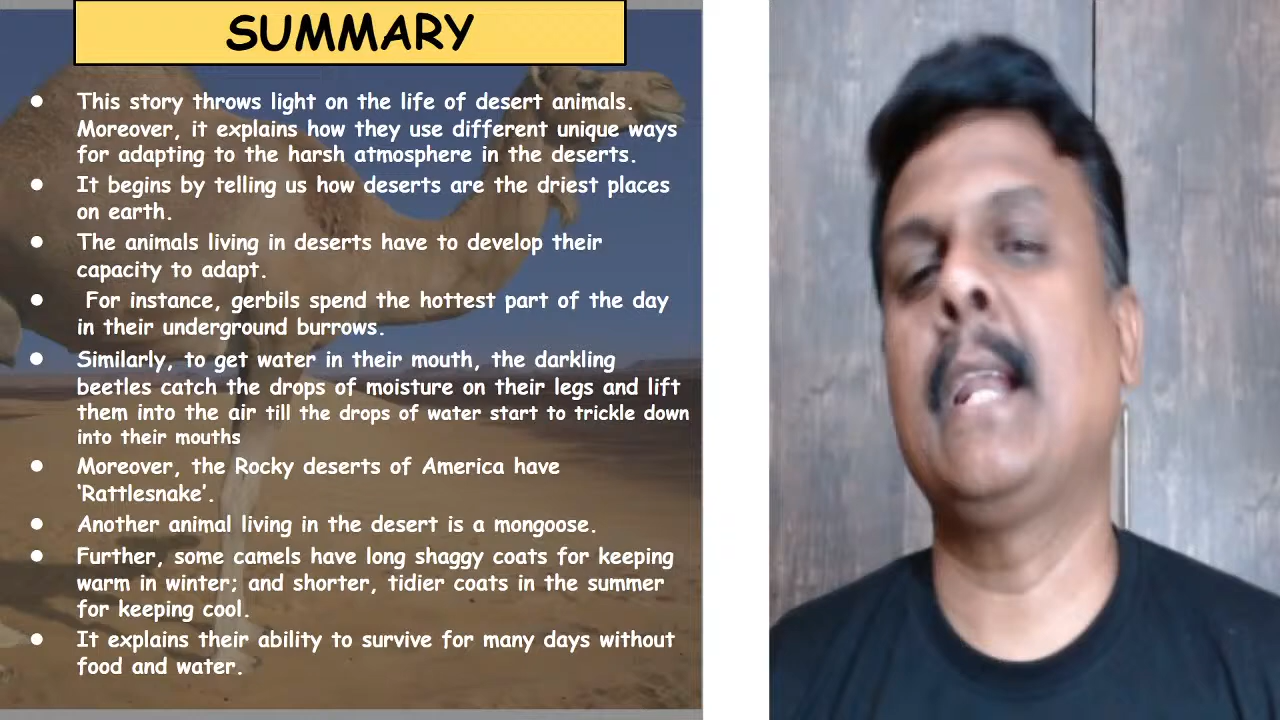 SUMMARY
This story throws light on the life of desert animals.
Moreover, it explains how they use different unique ways
for adapting to the harsh atmosphere in the deserts.
It begins by telling us how deserts are the driest places
on earth.
The animals living in deserts have to develop their
capacity to adapt.
For instance, gerbils spend the hottest part of the day
in their underground burrows.
Similarly, to get water in their mouth, the darkling
beetles catch the drops of moisture on their legs and lift
them into the air till the drops of water start to trickle down
into their mouths
Moreover, the Rocky deserts of America have
‘Rattlesnake’.
Another animal living in the desert is a mongoose.
Further, some camels have long shaggy coats for keeping
warm in winter; and shorter, tidier coats in the summer
for keeping cool.
It explains their ability to survive for many days without
food and water.